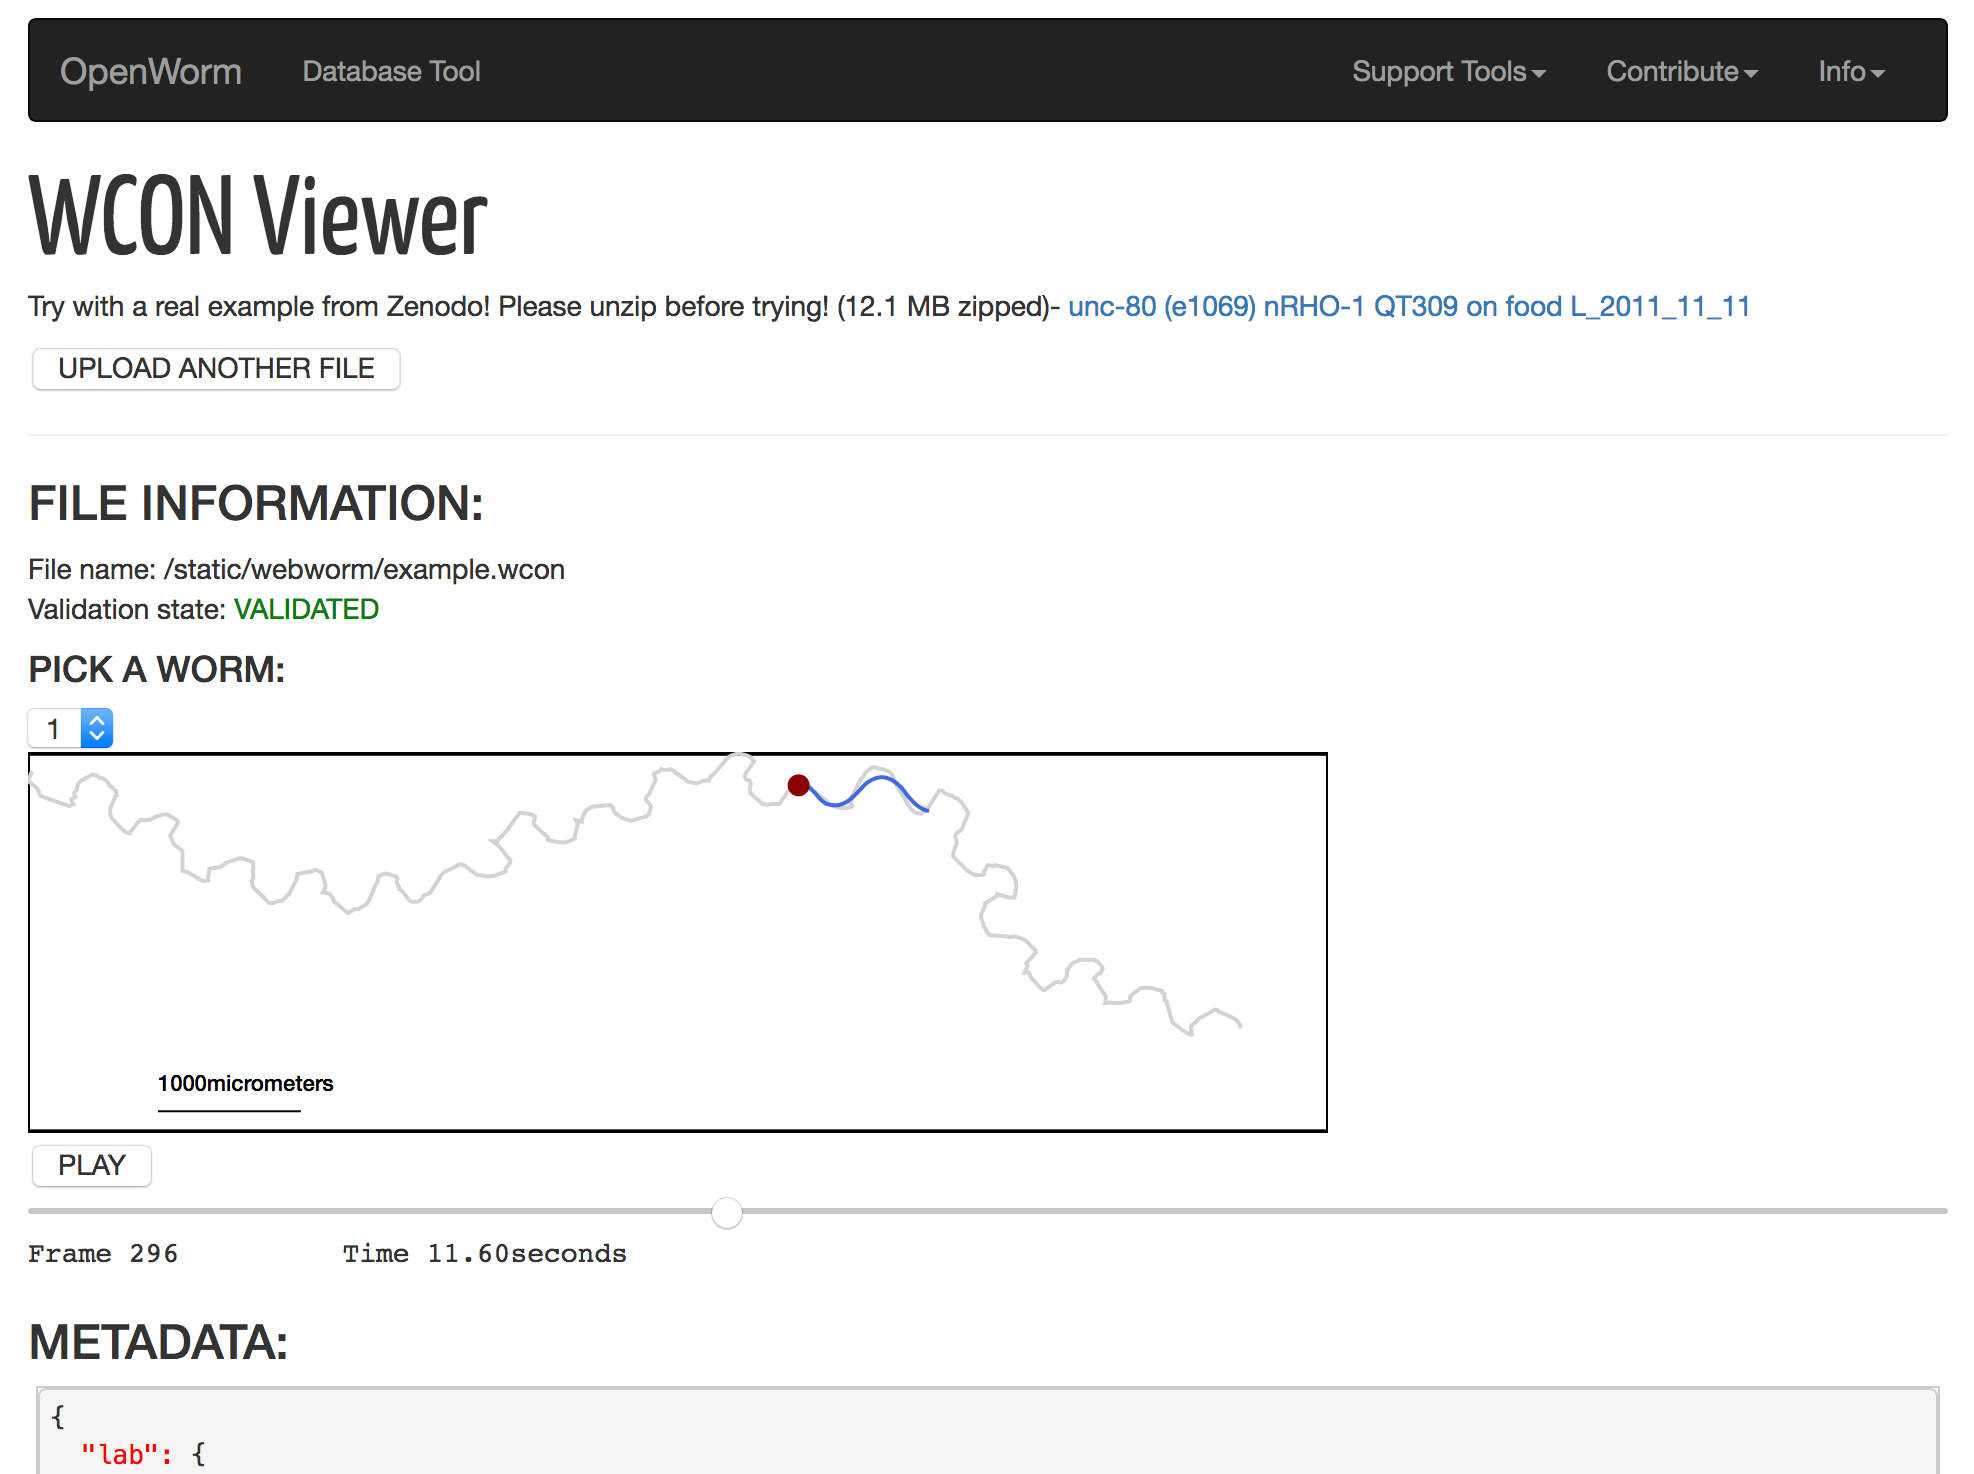 OpenWorm Database Tool Support Tools Contribute Info
WCON Viewer
Try with a real example from Zenodo! Please unzip before trying! (12.1 MB zipped)- unc-80 (e1069) nRHO-1 QT309 on food L_2011_11_11
UPLOAD ANOTHER FILE
FILE INFORMATION:
File name: /static/webworm/example.wcon
Validation state: VALIDATED
PICK A WORM:
1
1000micrometers
PLAY
Frame 296 Time 11.60seconds
METADATA:
{
"lab": {